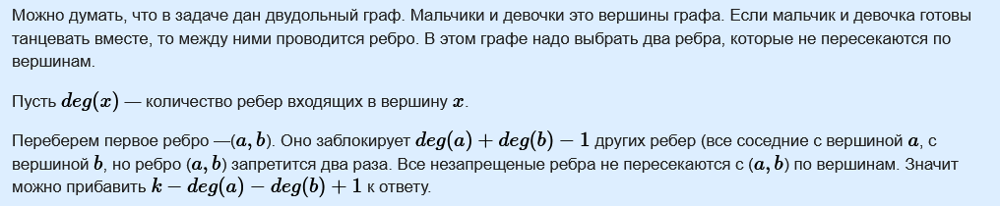 Можно думать, что в задаче дан двудольный граф. Мальчики и девочки это вершины графа. Если мальчик и девочка готовы
танцевать вместе, то между ними проводится ребро. В этом графе надо выбрать два ребра, которые не пересекаются по
вершинам.
Пусть deg(x) — количество ребер входящих в вершину x.
Переберем первое ребро —(a, b). Оно заблокирует deg(a) + deg(b) − 1 других ребер (все соседние с вершиной a, с
вершиной b, но ребро (a, b) запретится два раза. Все незапрещеные ребра не пересекаются с (a, b) по вершинам. Значит
можно прибавить k − deg(a) − deg(b) + 1 к ответу.